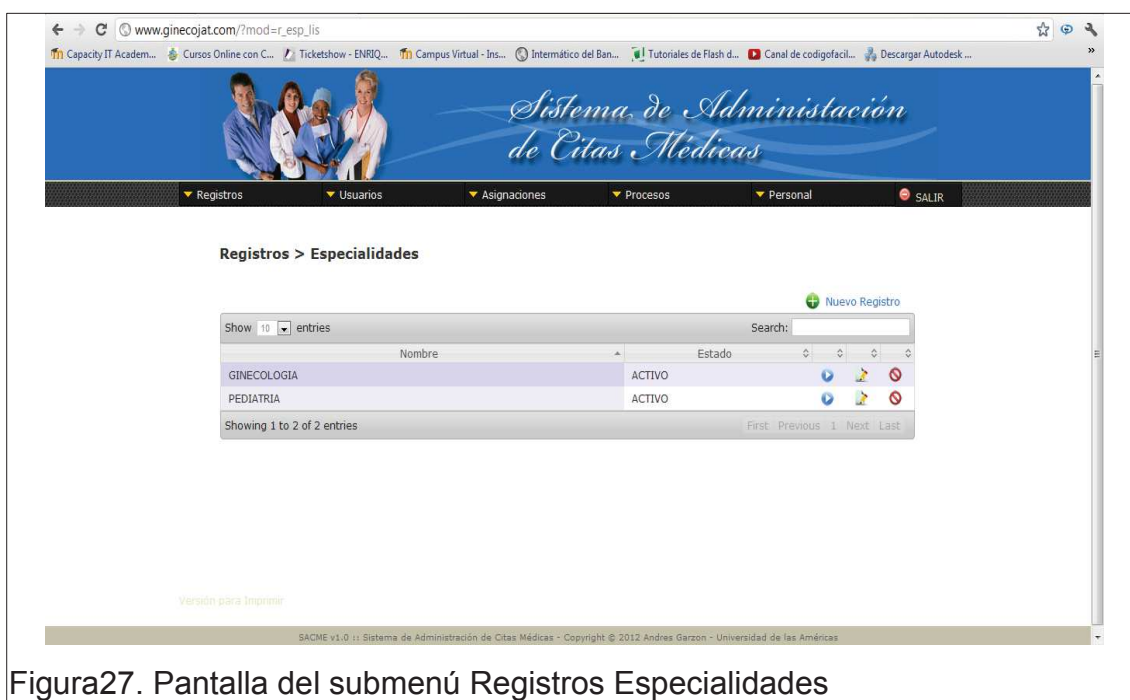 www.ginecojat.com/?mod=r_esp_lis
Capacity IT Academ... Cursos Online con C... Ticketshow - ENRIQ... Campus Virtual - Ins... Intermático del Ban... Tutoriales de Flash d... Canal de codigofacil... Descargar Autodesk ... »
Sistema de Administación
de Citas Médicas
Registros Usuarios Asignaciones Procesos Personal SALIR
Registros > Especialidades
Nuevo Registro
Show 10 entries Search:
Nombre Estado
GINECOLOGIA ACTIVO
PEDIATRIA ACTIVO
Showing 1 to 2 of 2 entries First Previous 1 Next Last
Versión para Imprimir
SACME v1.0 :: Sistema de Administración de Citas Médicas - Copyright © 2012 Andres Garzon - Universidad de las Américas
Figura27. Pantalla del submenú Registros Especialidades